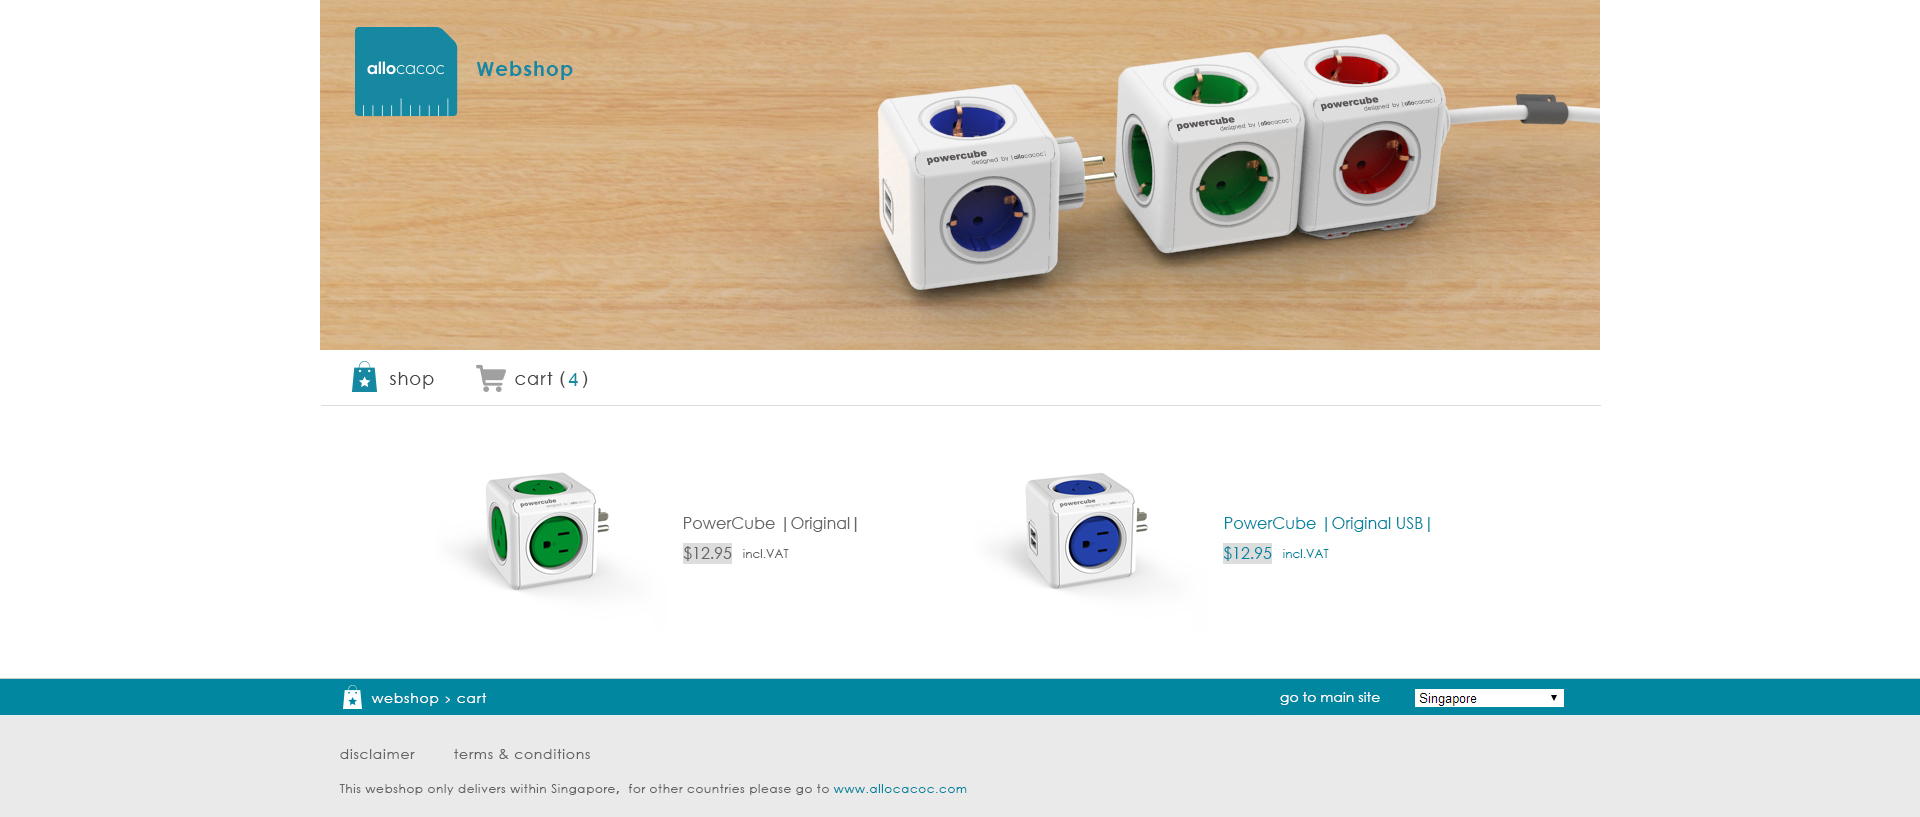 allocacoc
Webshop
powercube
designed by |allocacoc|
powercube
designed by |allocacoc|
powercube
designed by |allocacoc|
shop
cart (4)
powercube
PowerCube |Original|
$12.95 incl.VAT
powercube
PowerCube |Original USB|
$12.95 incl.VAT
webshop > cart
go to main site
Singapore
disclaimer
terms & conditions
This webshop only delivers within Singapore, for other countries please go to www.allocacoc.com